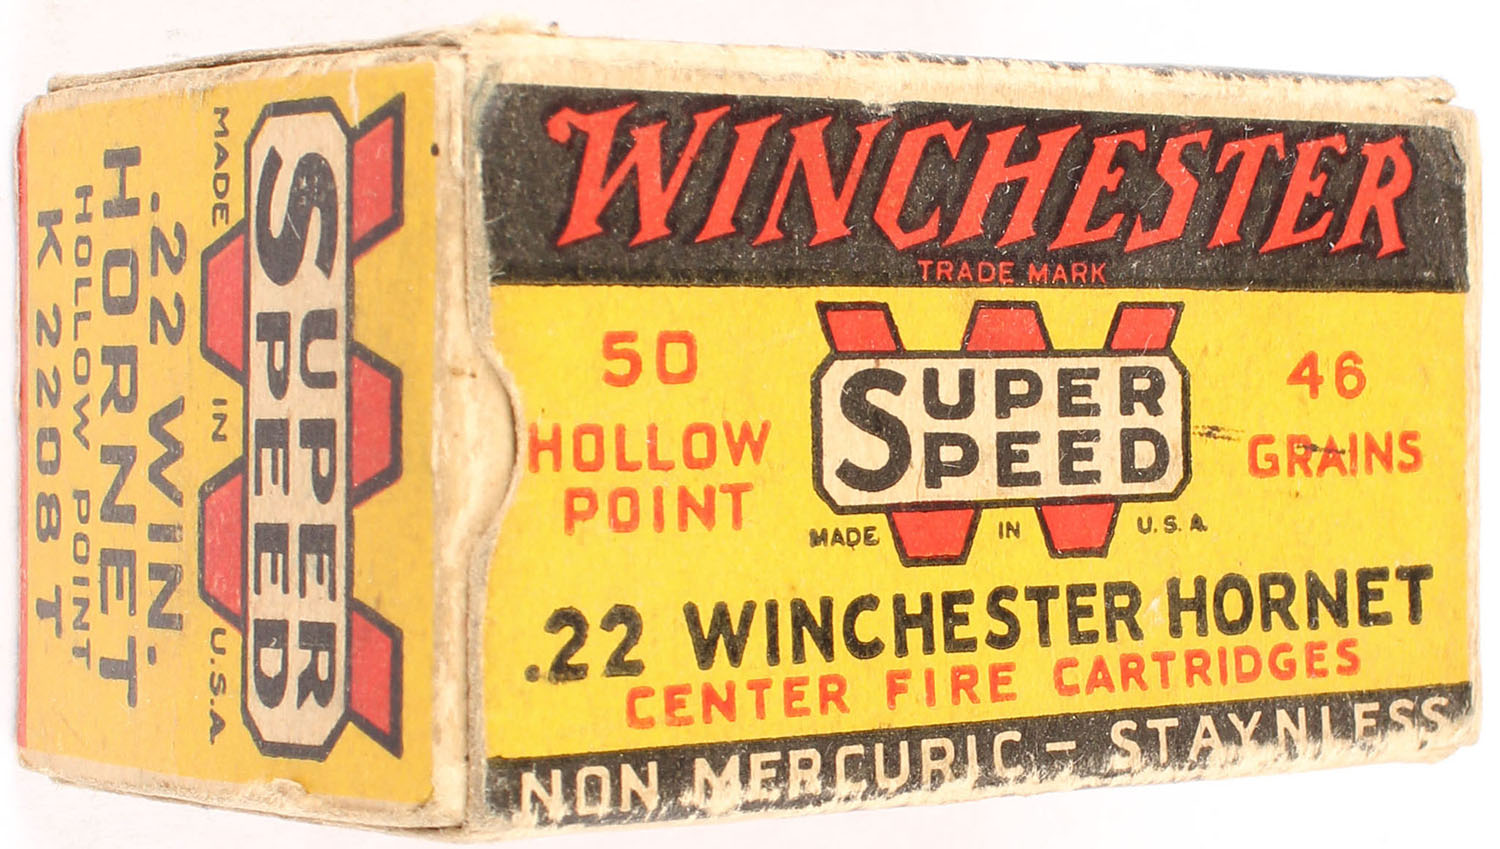 WINCHESTER
TRADE MARK
50
HOLLOW
POINT
SUPER
SPEED
46
GRAINS
MADE IN U.S.A
.22 WINCHESTER HORNET
CENTER FIRE CARTRIDGES
NON MERCURIC - STAYNLESS
SUPER
SPEED
MADE IN U.S.A
.22 WIN.
HORNET
HOLLOW POINT
K 2208 T